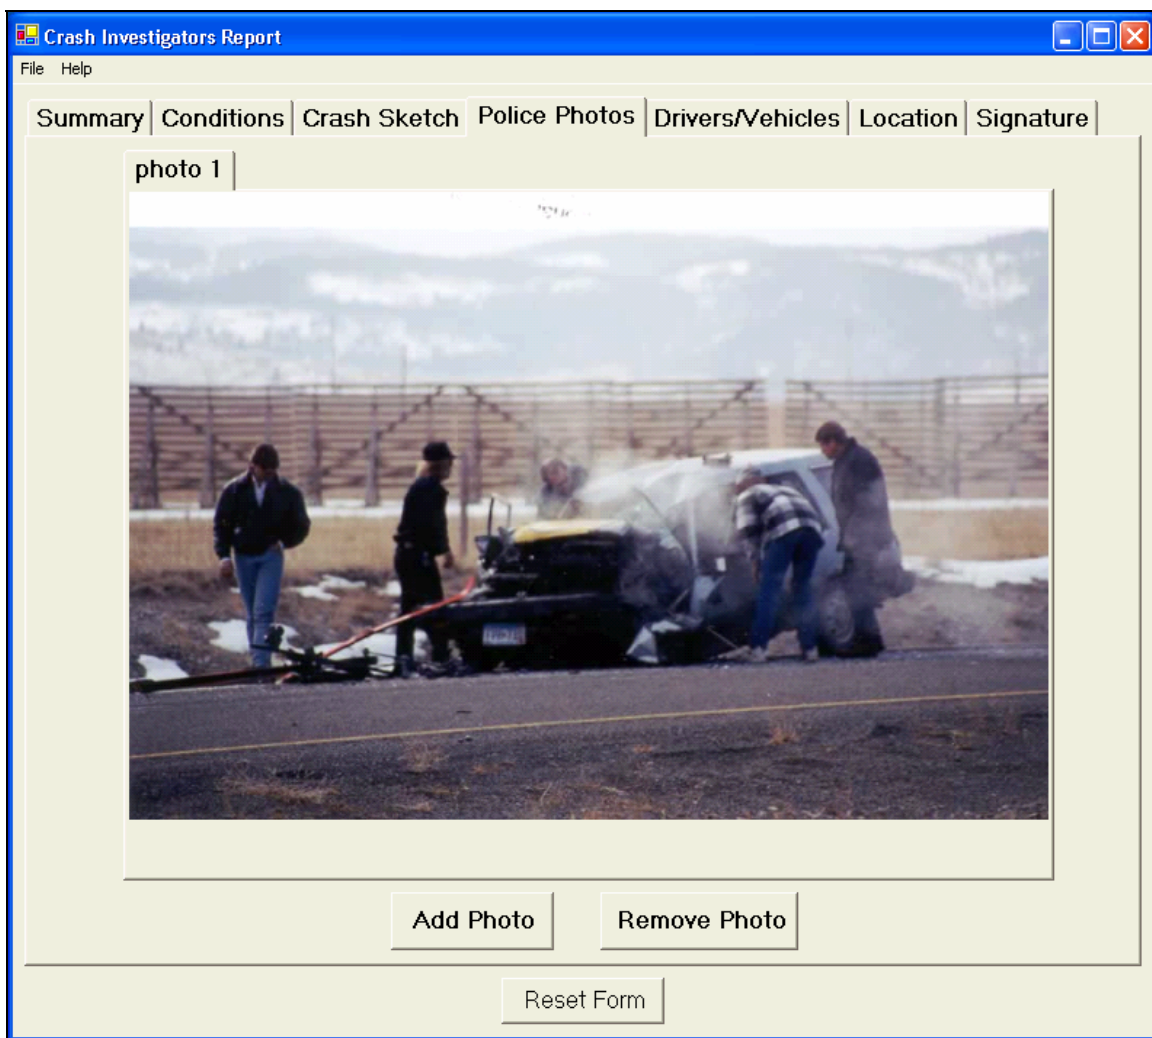 Crash Investigators Report
File Help
Summary Conditions Crash Sketch Police Photos Drivers/Vehicles Location Signature
photo 1
Add Photo Remove Photo
Reset Form